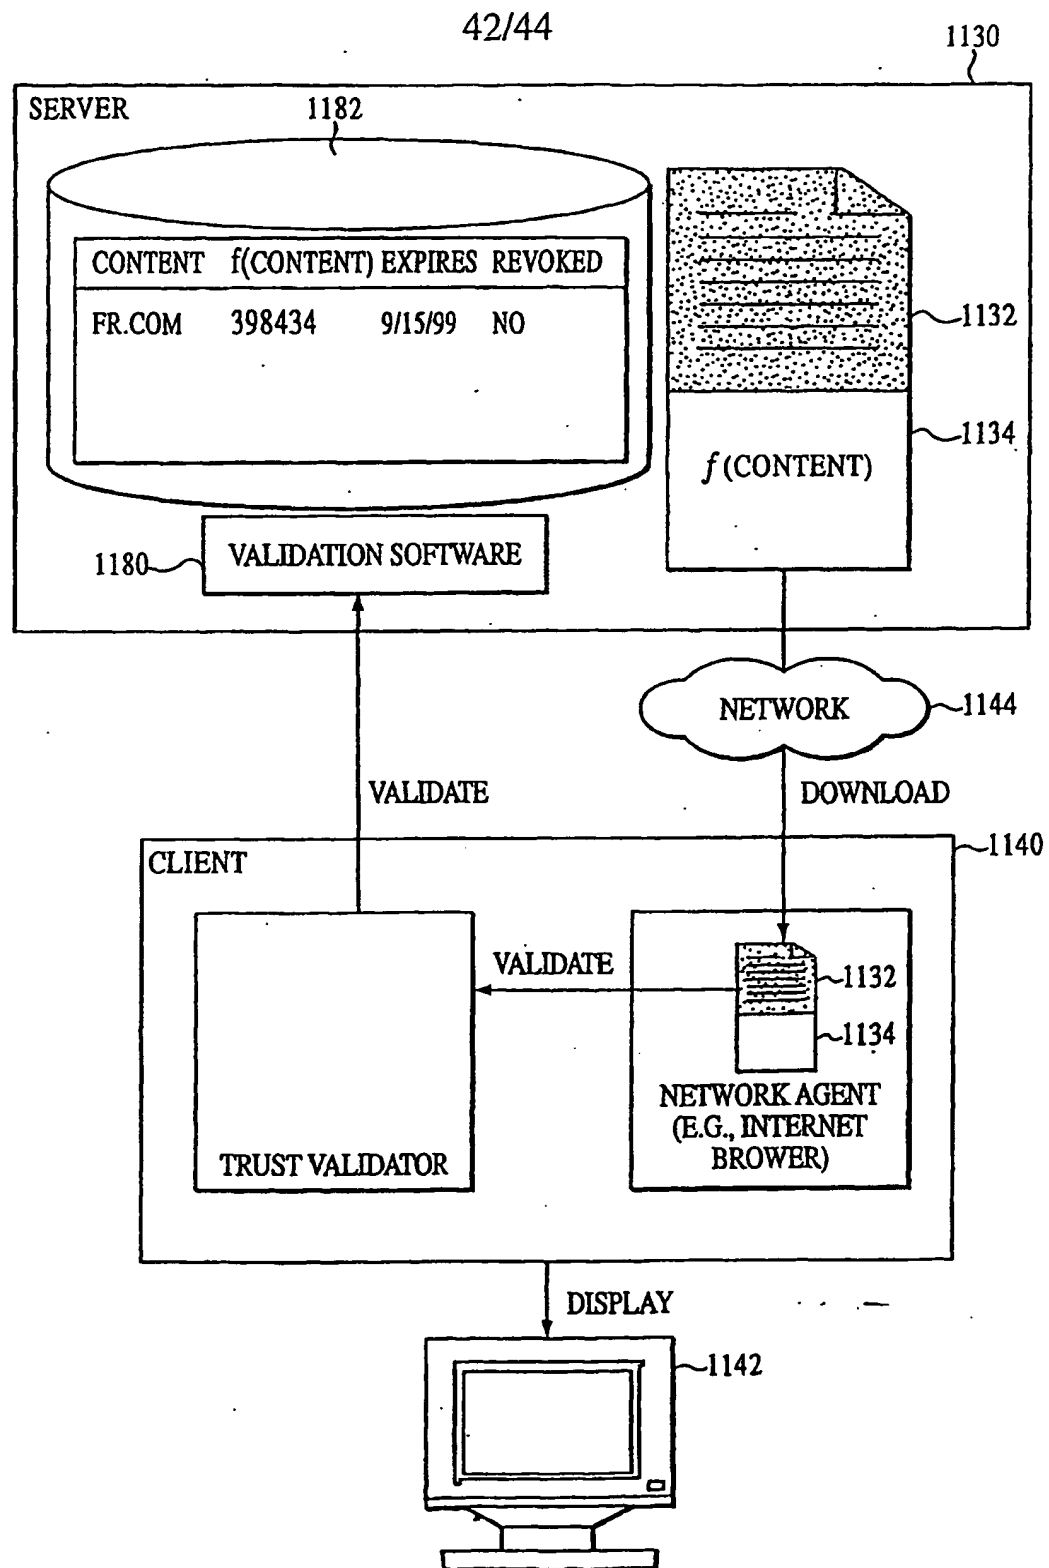 42/44
1130
SERVER
1182
CONTENT f(CONTENT) EXPIRES REVOKED
FR.COM 398434 9/15/99 NO
1132
1134
f(CONTENT)
1180
VALIDATION SOFTWARE
NETWORK
1144
VALIDATE
DOWNLOAD
CLIENT
1140
VALIDATE
1132
1134
NETWORK AGENT
(E.G., INTERNET
BROWER)
TRUST VALIDATOR
DISPLAY
1142